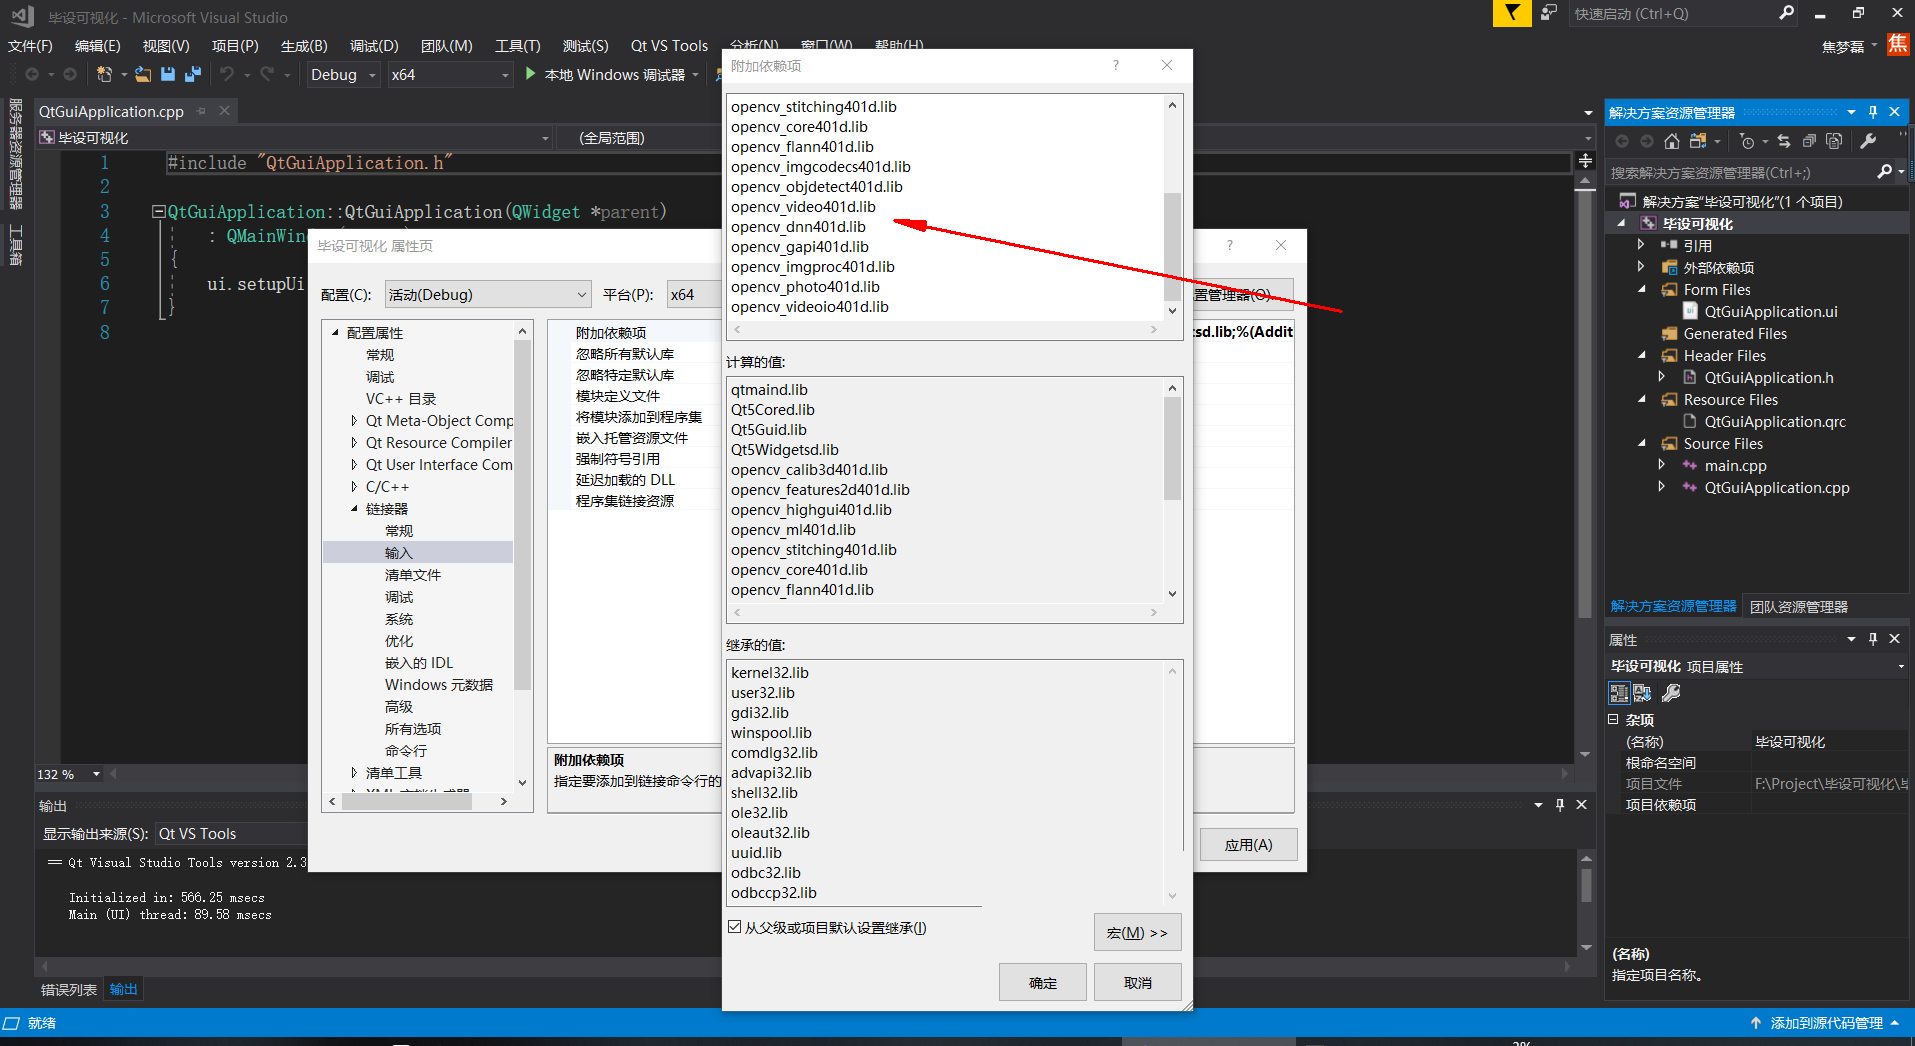 毕设可视化 - Microsoft Visual Studio
快速启动 (Ctrl+Q)
文件(F) 编辑(E) 视图(V) 项目(P) 生成(B) 调试(D) 团队(M) 工具(T) 测试(S) Qt VS Tools 分析(N) 窗口(W) 帮助(H)
焦梦磊 焦
Debug x64 本地 Windows 调试器
服务器资源管理器
工具箱
QtGuiApplication.cpp
毕设可视化 (全局范围)
1 #include "QtGuiApplication.h"
2
3 QtGuiApplication::QtGuiApplication(QWidget *parent)
4 : QMainWin
5 {
6 ui.setupUi
7 }
8
132 %
输出
显示输出来源(S): Qt VS Tools
== Qt Visual Studio Tools version 2.3
Initialized in: 566.25 msecs
Main (UI) thread: 89.58 msecs
错误列表 输出
就绪
添加到源代码管理
毕设可视化 属性页
?
配置(C): 活动(Debug) 平台(P): x64
置管理器(O)...
配置属性
常规
调试
VC++ 目录
Qt Meta-Object Comp
Qt Resource Compiler
Qt User Interface Com
C/C++
链接器
常规
输入
清单文件
调试
系统
优化
嵌入的 IDL
Windows 元数据
高级
所有选项
命令行
清单工具
附加依赖项
忽略所有默认库
忽略特定默认库
模块定义文件
将模块添加到程序集
嵌入托管资源文件
强制符号引用
延迟加载的 DLL
程序集链接资源
sd.lib;%(Addit
附加依赖项
指定要添加到链接命令行的
应用(A)
附加依赖项
?
opencv_stitching401d.lib
opencv_core401d.lib
opencv_flann401d.lib
opencv_imgcodecs401d.lib
opencv_objdetect401d.lib
opencv_video401d.lib
opencv_dnn401d.lib
opencv_gapi401d.lib
opencv_imgproc401d.lib
opencv_photo401d.lib
opencv_videoio401d.lib
计算的值:
qtmaind.lib
Qt5Cored.lib
Qt5Guid.lib
Qt5Widgetsd.lib
opencv_calib3d401d.lib
opencv_features2d401d.lib
opencv_highgui401d.lib
opencv_ml401d.lib
opencv_stitching401d.lib
opencv_core401d.lib
opencv_flann401d.lib
继承的值:
kernel32.lib
user32.lib
gdi32.lib
winspool.lib
comdlg32.lib
advapi32.lib
shell32.lib
ole32.lib
oleaut32.lib
uuid.lib
odbc32.lib
odbccp32.lib
从父级或项目默认设置继承(I)
宏(M) >>
确定 取消
解决方案资源管理器
搜索解决方案资源管理器(Ctrl+;)
解决方案"毕设可视化"(1 个项目)
毕设可视化
引用
外部依赖项
Form Files
QtGuiApplication.ui
Generated Files
Header Files
QtGuiApplication.h
Resource Files
QtGuiApplication.qrc
Source Files
main.cpp
QtGuiApplication.cpp
解决方案资源管理器 团队资源管理器
属性
毕设可视化 项目属性
杂项
(名称) 毕设可视化
根命名空间
项目文件 F:\Project\毕设可视化\
项目依赖项
(名称)
指定项目名称。